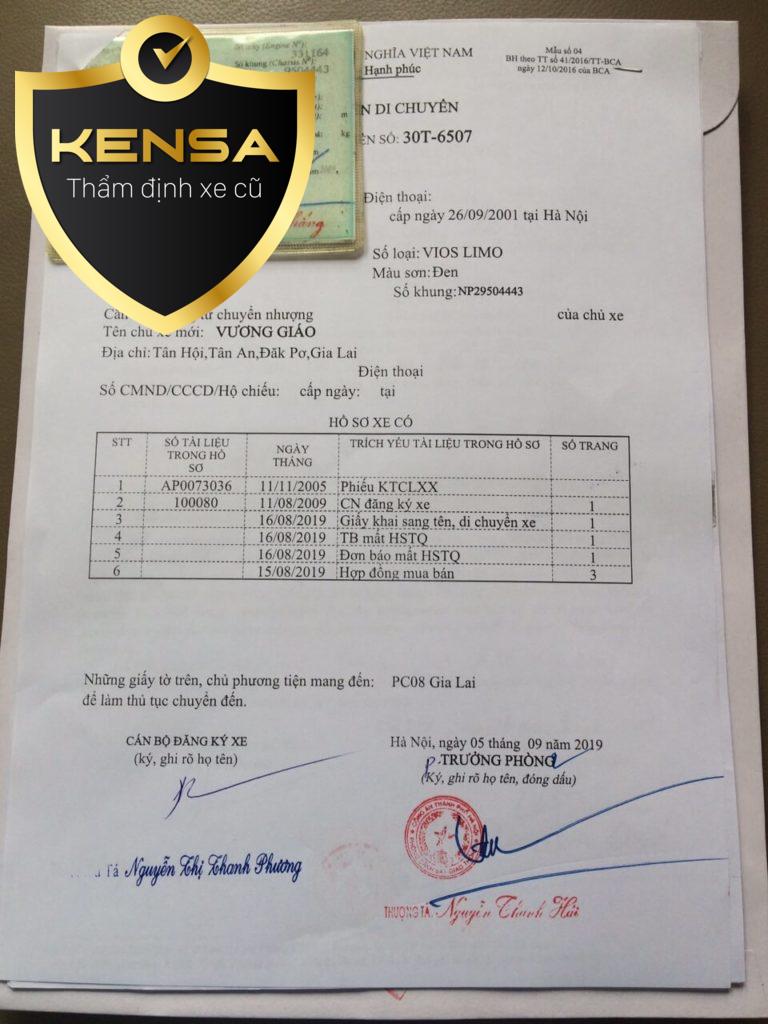 Số máy (Engine Nº):
331164
Số khung (Chassis Nº):
9504443
m
kg
KENSA
Thẩm định xe cũ
NGHĨA VIỆT NAM
Hạnh phúc
Mẫu số 04
BH theo TT số 41/2016/TT-BCA
ngày 12/10/2016 của BCA
N DI CHUYỂN
ỂN SỐ: 30T-6507
Điện thoại:
cấp ngày 26/09/2001 tại Hà Nội
Số loại: VIOS LIMO
Màu sơn: Đen
Số khung: NP29504443
chuyển nhượng của chủ xe
Tên chủ xe mới: VƯƠNG GIÁO
Địa chỉ: Tân Hội,Tân An,Đăk Pơ,Gia Lai
Điện thoại
Số CMND/CCCD/Hộ chiếu: cấp ngày: tại
HỒ SƠ XE CÓ
STT SỐ TÀI LIỆU TRONG HỒ SƠ NGÀY THÁNG TRÍCH YẾU TÀI LIỆU TRONG HỒ SƠ SỐ TRANG
1 AP0073036 11/11/2005 Phiếu KTCLXX
2 100080 11/08/2009 CN đăng ký xe 1
3 16/08/2019 Giấy khai sang tên, di chuyển xe 1
4 16/08/2019 TB mất HSTQ 1
5 16/08/2019 Đơn báo mất HSTQ 1
6 15/08/2019 Hợp đồng mua bán 3
Những giấy tờ trên, chủ phương tiện mang đến: PC08 Gia Lai
để làm thủ tục chuyển đến.
CÁN BỘ ĐĂNG KÝ XE
(ký, ghi rõ họ tên)
Hà Nội, ngày 05 tháng 09 năm 2019
P.TRƯỞNG PHÒNG
(Ký, ghi rõ họ tên, đóng dấu)
Tá Nguyễn Thị Thanh Phương
THƯỢNG TÁ. Nguyễn Thanh Hải